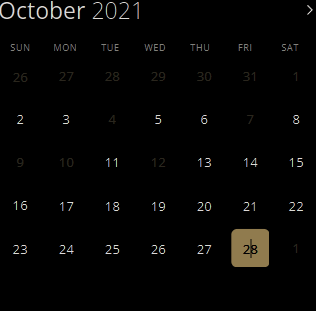 October 2021
SUN MON TUE WED THU FRI SAT
26 27 28 29 30 31 1
2 3 4 5 6 7 8
9 10 11 12 13 14 15
16 17 18 19 20 21 22
23 24 25 26 27 28 1